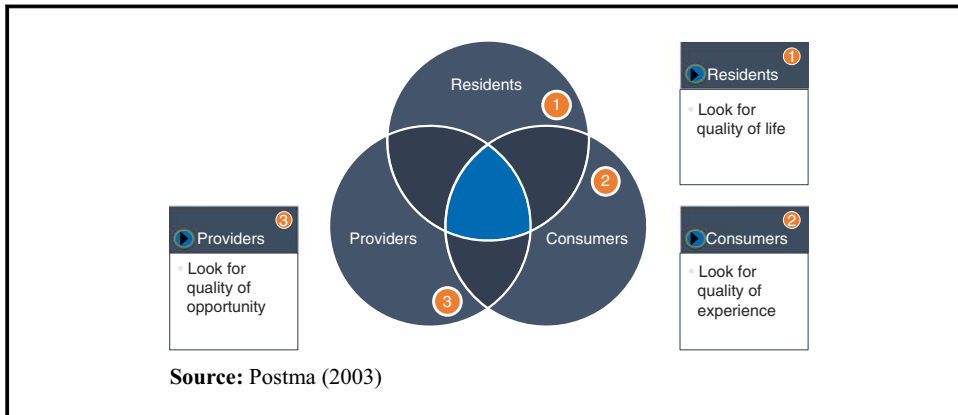 Residents
1
2
Providers
Consumers
3
1
Residents
• Look for
quality of life
3
Providers
• Look for
quality of
opportunity
2
Consumers
• Look for
quality of
experience
Source: Postma (2003)